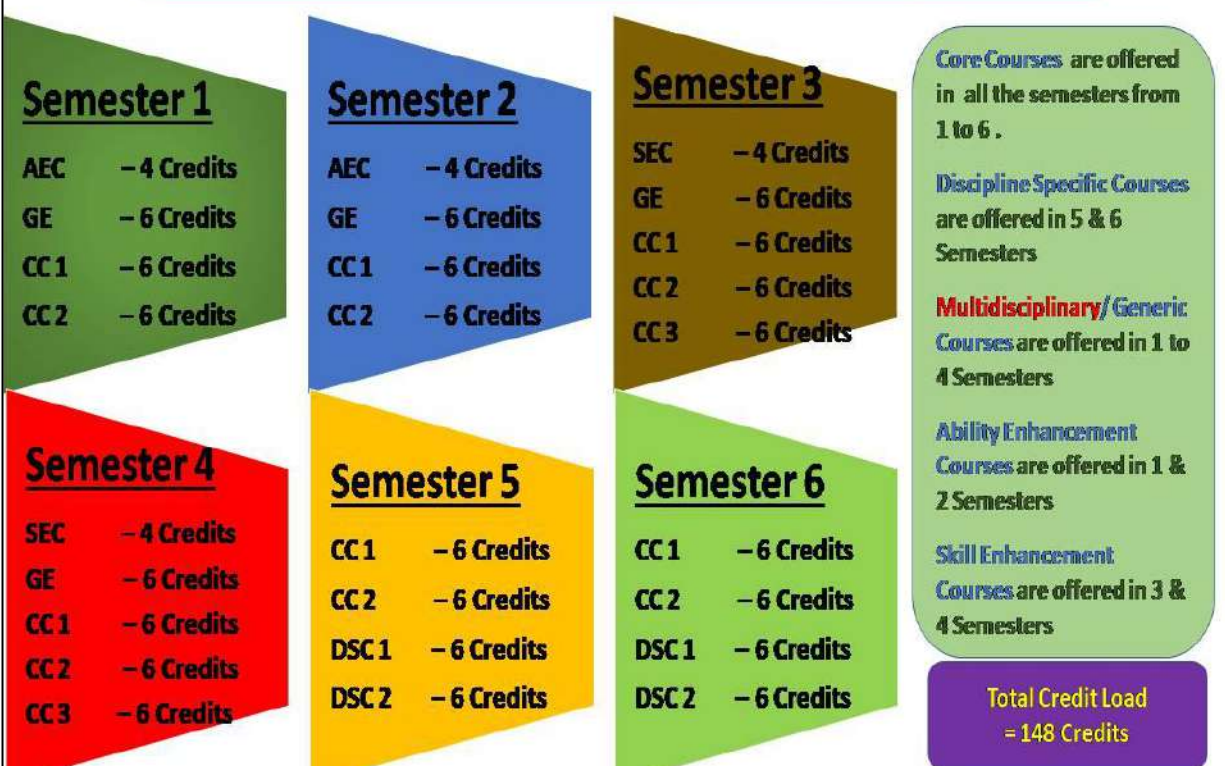 Semester 1
AEC – 4 Credits
GE – 6 Credits
CC 1 – 6 Credits
CC 2 – 6 Credits
Semester 2
AEC – 4 Credits
GE – 6 Credits
CC 1 – 6 Credits
CC 2 – 6 Credits
Semester 3
SEC – 4 Credits
GE – 6 Credits
CC 1 – 6 Credits
CC 2 – 6 Credits
CC 3 – 6 Credits
Semester 4
SEC – 4 Credits
GE – 6 Credits
CC 1 – 6 Credits
CC 2 – 6 Credits
CC 3 – 6 Credits
Semester 5
CC 1 – 6 Credits
CC 2 – 6 Credits
DSC 1 – 6 Credits
DSC 2 – 6 Credits
Semester 6
CC 1 – 6 Credits
CC 2 – 6 Credits
DSC 1 – 6 Credits
DSC 2 – 6 Credits
Core Courses are offered
in all the semesters from
1 to 6 .
Discipline Specific Courses
are offered in 5 & 6
Semesters
Multidisciplinary/Generic
Courses are offered in 1 to
4 Semesters
Ability Enhancement
Courses are offered in 1 &
2 Semesters
Skill Enhancement
Courses are offered in 3 &
4 Semesters
Total Credit Load
= 148 Credits